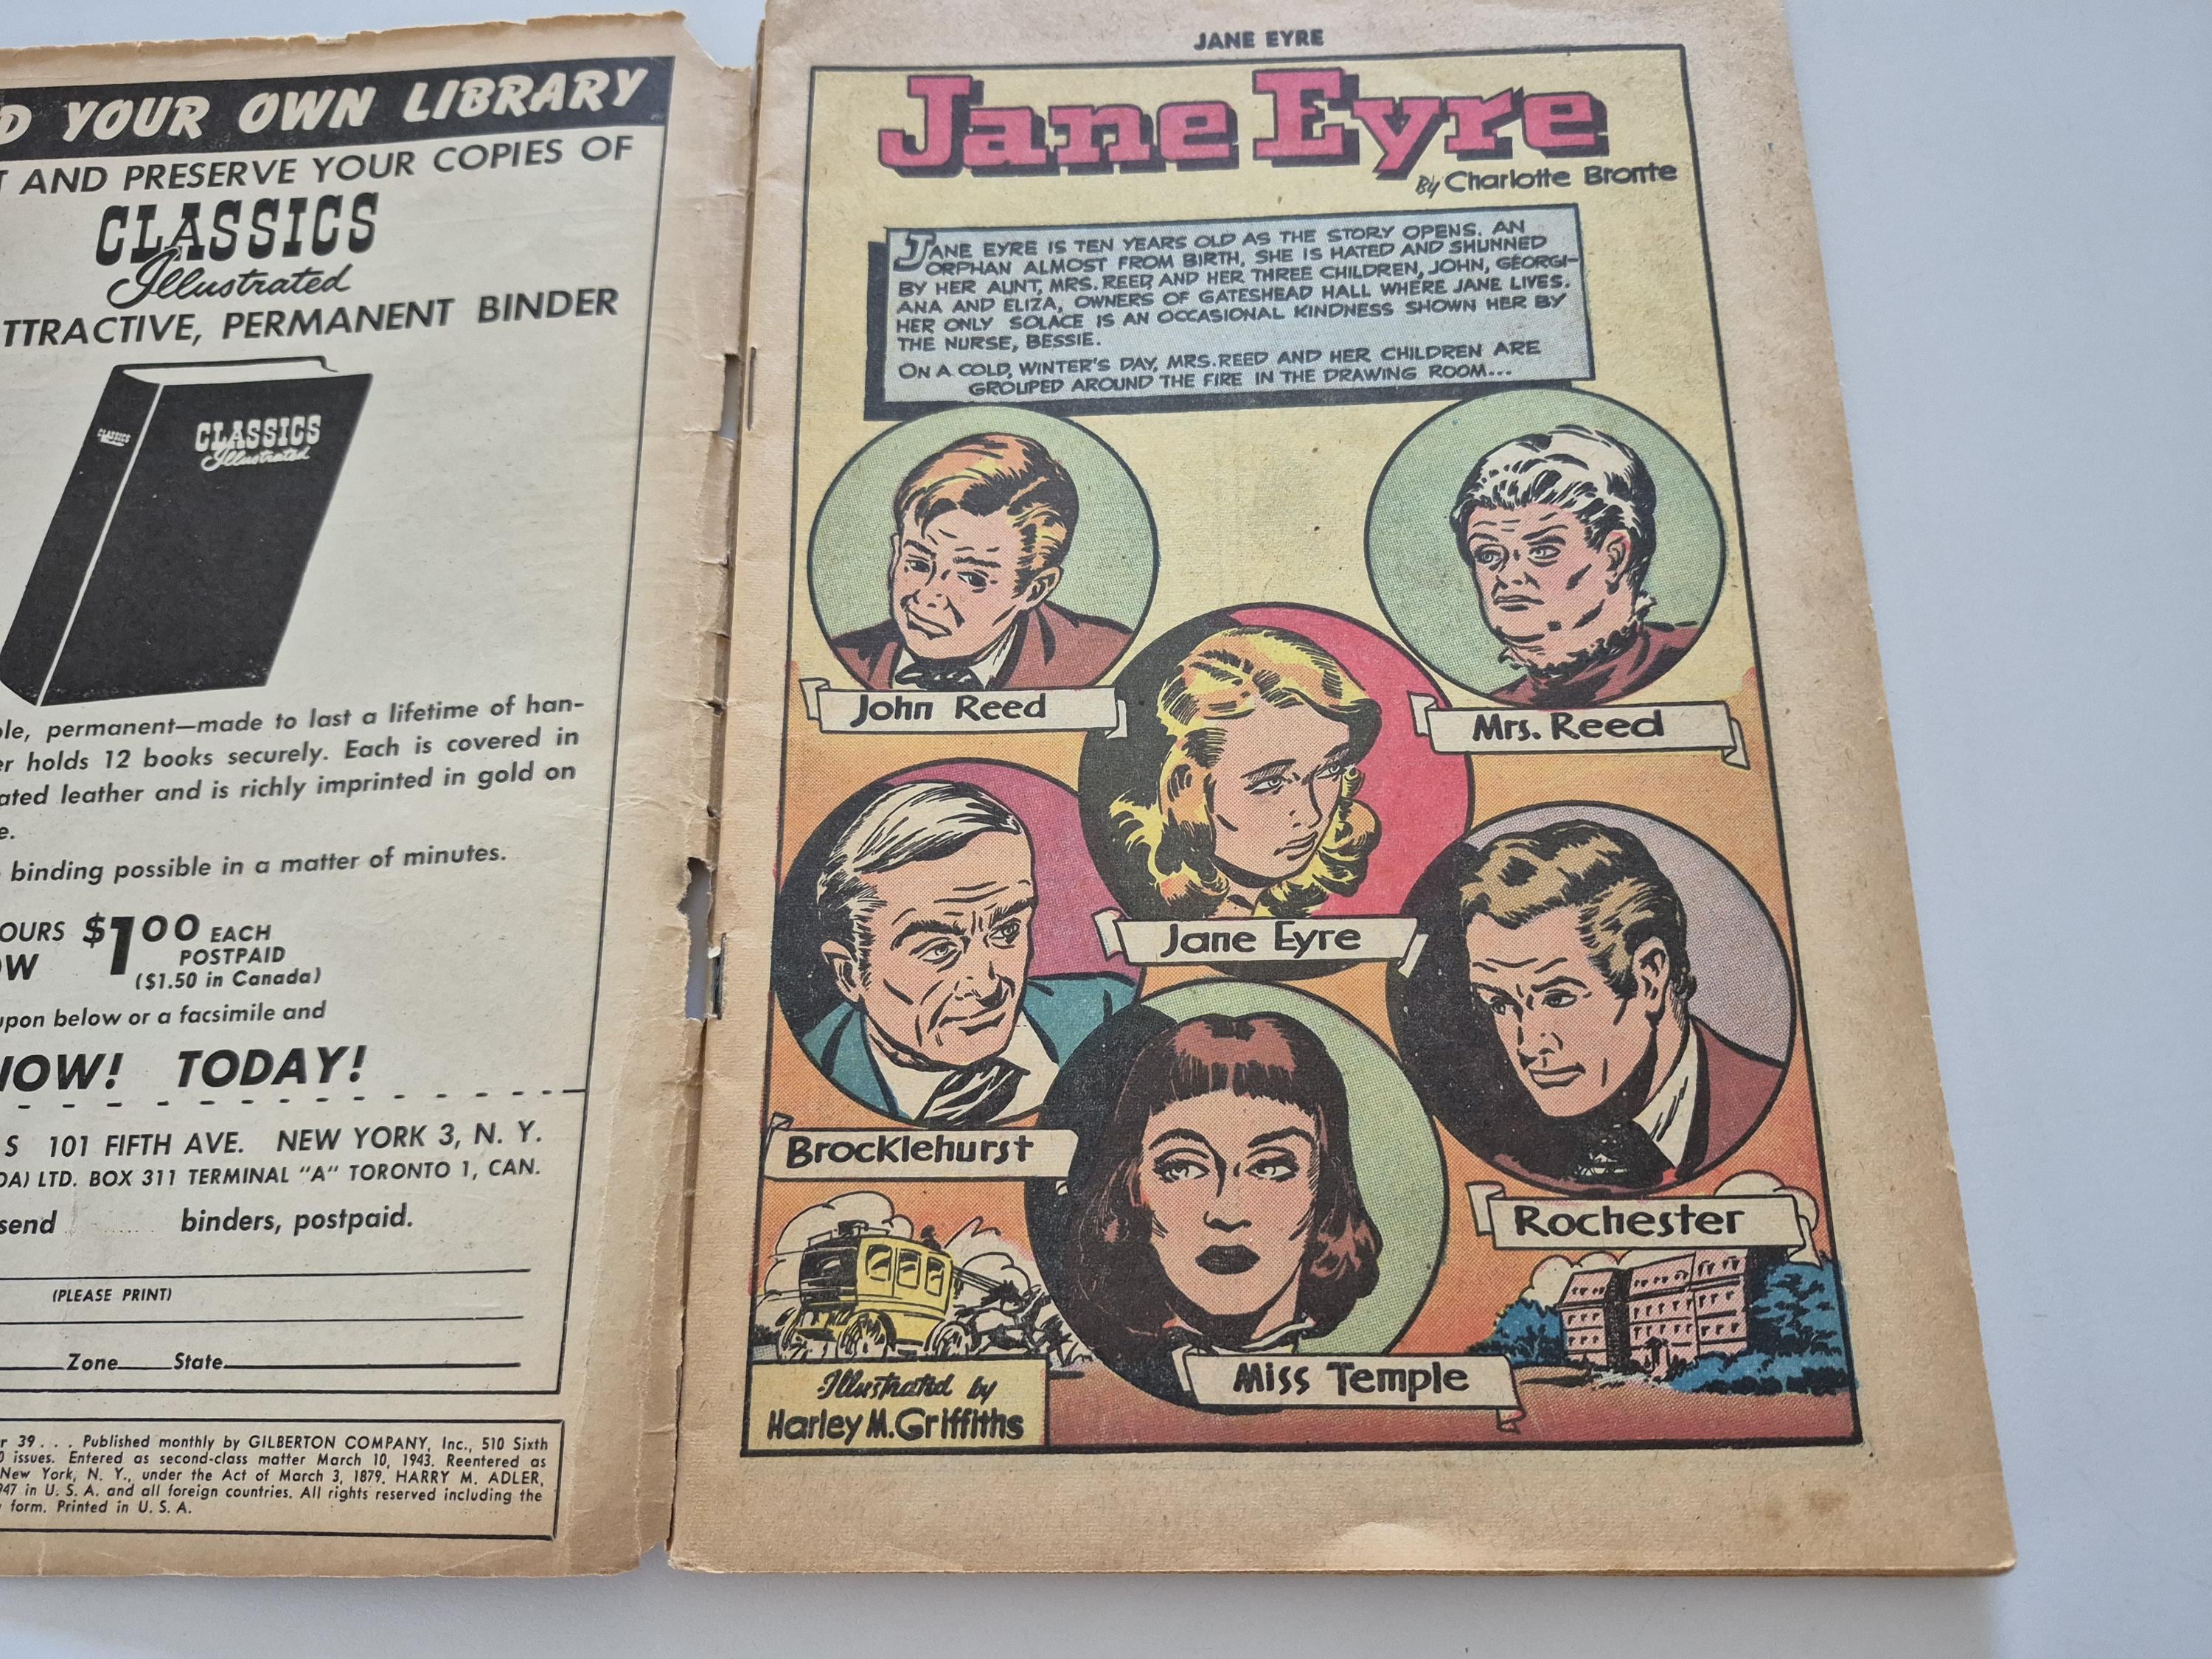 D YOUR OWN LIBRARY
T AND PRESERVE YOUR COPIES OF
CLASSICS
Illustrated
TTRACTIVE, PERMANENT BINDER
CLASSICS
CLASSICS
Illustrated
ble, permanent—made to last a lifetime of han-
er holds 12 books securely. Each is covered in
ated leather and is richly imprinted in gold on
e.
binding possible in a matter of minutes.
OURS $1.00 EACH
OW POSTPAID
($1.50 in Canada)
upon below or a facsimile and
NOW! TODAY!
S 101 FIFTH AVE. NEW YORK 3, N. Y.
DA) LTD. BOX 311 TERMINAL "A" TORONTO 1, CAN.
send binders, postpaid.
(PLEASE PRINT)
Zone State
r 39 . . . Published monthly by GILBERTON COMPANY, Inc., 510 Sixth
0 issues. Entered as second-class matter March 10, 1943. Reentered as
New York, N. Y., under the Act of March 3, 1879. HARRY M. ADLER,
947 in U. S. A. and all foreign countries. All rights reserved including the
form. Printed in U. S. A.
JANE EYRE
Jane Eyre
By Charlotte Bronte
JANE EYRE IS TEN YEARS OLD AS THE STORY OPENS. AN
ORPHAN ALMOST FROM BIRTH, SHE IS HATED AND SHUNNED
BY HER AUNT, MRS. REED, AND HER THREE CHILDREN, JOHN, GEORGI-
ANA AND ELIZA, OWNERS OF GATESHEAD HALL WHERE JANE LIVES.
HER ONLY SOLACE IS AN OCCASIONAL KINDNESS SHOWN HER BY
THE NURSE, BESSIE.
ON A COLD, WINTER'S DAY, MRS. REED AND HER CHILDREN ARE
GROUPED AROUND THE FIRE IN THE DRAWING ROOM...
John Reed
Mrs. Reed
Jane Eyre
Brocklehurst
Rochester
Miss Temple
Illustrated by
Harley M. Griffiths